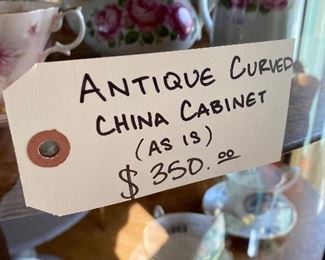 ANTIQUE CURVED
CHINA CABINET
(AS IS)
$350.00